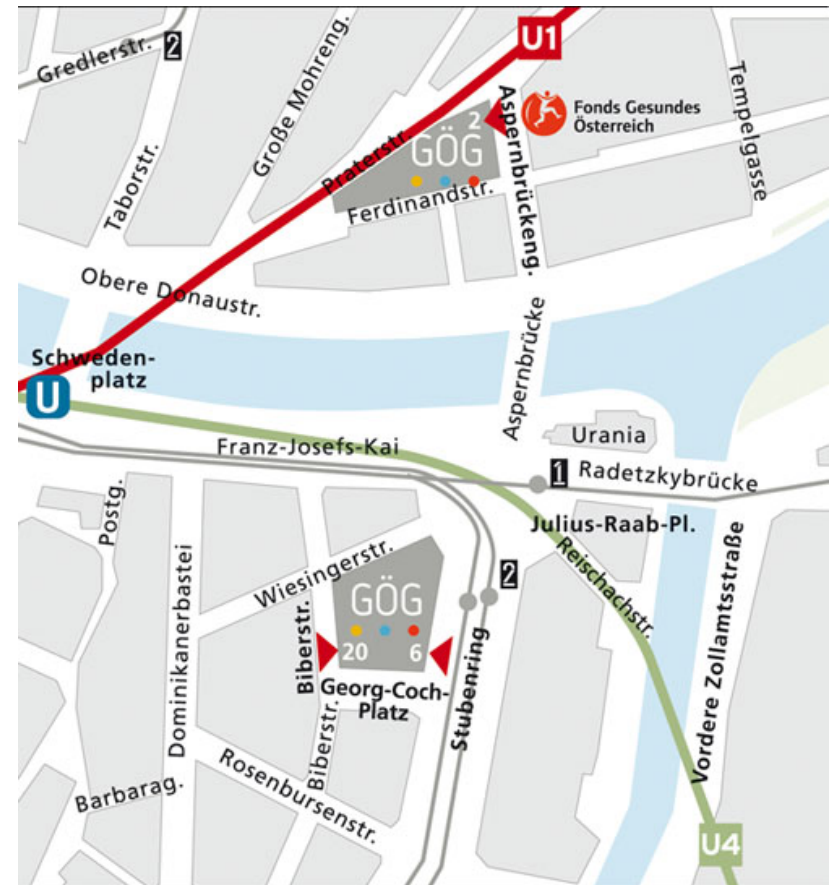 U1
2
Gredlerstr.
Große Mohreng.
Tempelgasse
Aspernbrückeng.
Fonds Gesundes
Österreich
2
GÖG
Praterstr.
Taborstr.
Ferdinandstr.
Obere Donaustr.
Aspernbrücke
Schweden-
platz
U
Urania
Franz-Josefs-Kai
1
Radetzkybrücke
Postg.
Julius-Raab-Pl.
Wiesingerstr.
Reischachstr.
2
GÖG
Dominikanerbastei
Biberstr.
20
6
Georg-Coch-
Platz
Stubenring
Vordere Zollamtsstraße
Biberstr.
Barbarag.
Rosenbursenstr.
U4